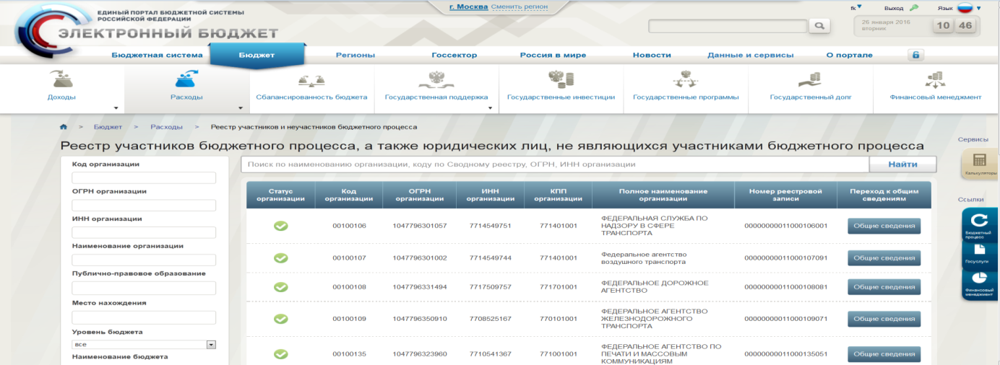 ЕДИНЫЙ ПОРТАЛ БЮДЖЕТНОЙ СИСТЕМЫ
РОССИЙСКОЙ ФЕДЕРАЦИИ
ЭЛЕКТРОННЫЙ БЮДЖЕТ
г. Москва Сменить регион
fk Выход Язык
26 января 2016
вторник
10 46
Бюджетная система Бюджет Регионы Госсектор Россия в мире Новости Данные и сервисы О портале
Доходы Расходы Сбалансированность бюджета Государственная поддержка Государственные инвестиции Государственные программы Государственный долг Финансовый менеджмент
> Бюджет > Расходы > Реестр участников и неучастников бюджетного процесса
Реестр участников бюджетного процесса, а также юридических лиц, не являющихся участниками бюджетного процесса
Код организации
ОГРН организации
ИНН организации
Наименование организации
Публично-правовое образование
Место нахождения
Уровень бюджета
все
Наименование бюджета
Поиск по наименованию организации, коду по Сводному реестру, ОГРН, ИНН организации Найти
Статус организации Код организации ОГРН организации ИНН организации КПП организации Полное наименование организации Номер реестровой записи Переход к общим сведениям
00100106 1047796301057 7714549751 771401001 ФЕДЕРАЛЬНАЯ СЛУЖБА ПО НАДЗОРУ В СФЕРЕ ТРАНСПОРТА 00000000011000106001 Общие сведения
00100107 1047796301002 7714549744 771401001 Федеральное агентство воздушного транспорта 00000000011000107091 Общие сведения
00100108 1047796331494 7717509757 771701001 ФЕДЕРАЛЬНОЕ ДОРОЖНОЕ АГЕНТСТВО 00000000011000108081 Общие сведения
00100109 1047796350910 7708525167 770101001 ФЕДЕРАЛЬНОЕ АГЕНТСТВО ЖЕЛЕЗНОДОРОЖНОГО ТРАНСПОРТА 00000000011000109071 Общие сведения
00100135 1047796323960 7710541367 771001001 ФЕДЕРАЛЬНОЕ АГЕНТСТВО ПО ПЕЧАТИ И МАССОВЫМ КОММУНИКАЦИЯМ 00000000011000135051 Общие сведения
Сервисы
Калькуляторы
Ссылки
Бюджетный
процесс
Госуслуги
Финансовый
менеджмент